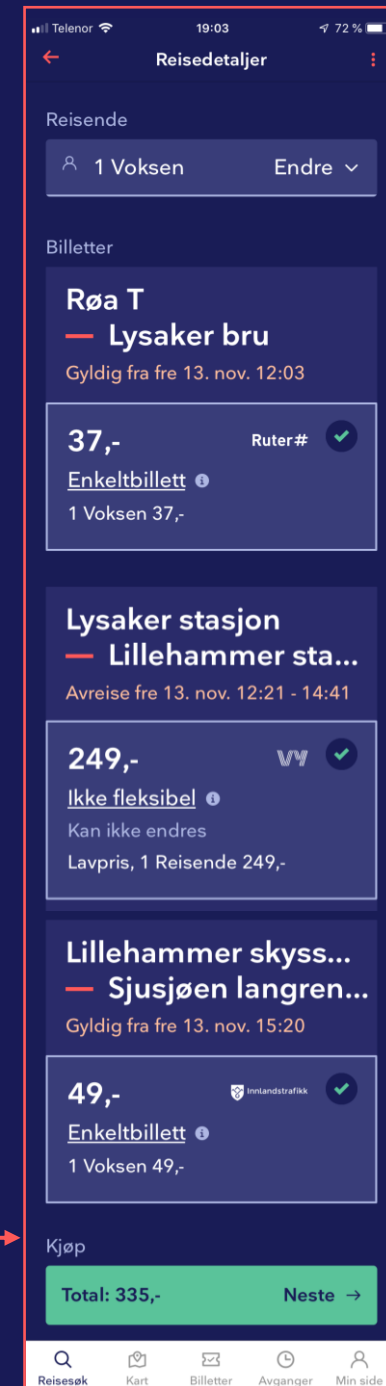 Telenor 19:03 72 %
Reisedetaljer
Reisende
1 Voksen Endre
Billetter
Røa T
— Lysaker bru
Gyldig fra fre 13. nov. 12:03
37,- Ruter#
Enkeltbillett
1 Voksen 37,-
Lysaker stasjon
— Lillehammer sta...
Avreise fre 13. nov. 12:21 - 14:41
249,- VY
Ikke fleksibel
Kan ikke endres
Lavpris, 1 Reisende 249,-
Lillehammer skyss...
— Sjusjøen langren...
Gyldig fra fre 13. nov. 15:20
49,- Innlandstrafikk
Enkeltbillett
1 Voksen 49,-
Kjøp
Total: 335,- Neste →
Reisesøk Kart Billetter Avganger Min side